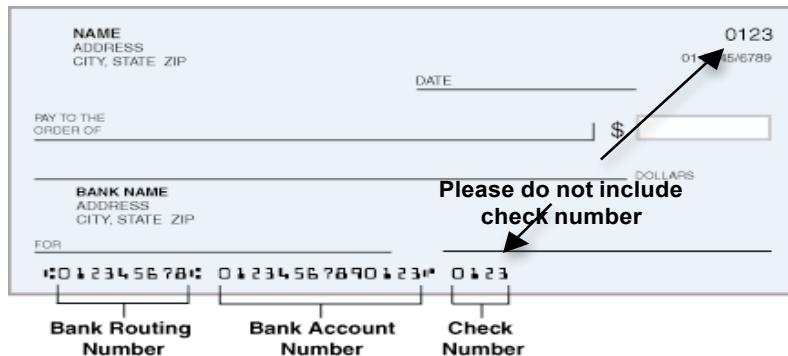 NAME
ADDRESS
CITY, STATE ZIP
0123
DATE
PAY TO THE
ORDER OF
$
DOLLARS
BANK NAME
ADDRESS
CITY, STATE ZIP
Please do not include
check number
FOR
⑆012345678⑆ 01234567890123⑈ 0123
Bank Routing
Number
Bank Account
Number
Check
Number